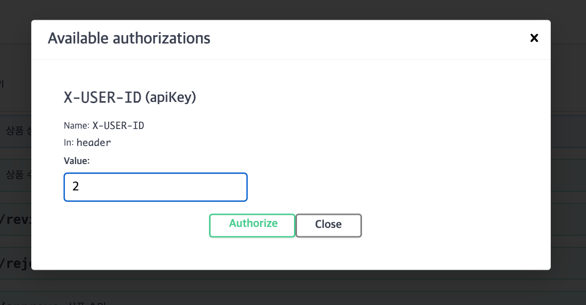 Available authorizations
X-USER-ID (apiKey)
Name: X-USER-ID
In: header
Value:
2
Authorize
Close
상품
상품
/rev
/rej